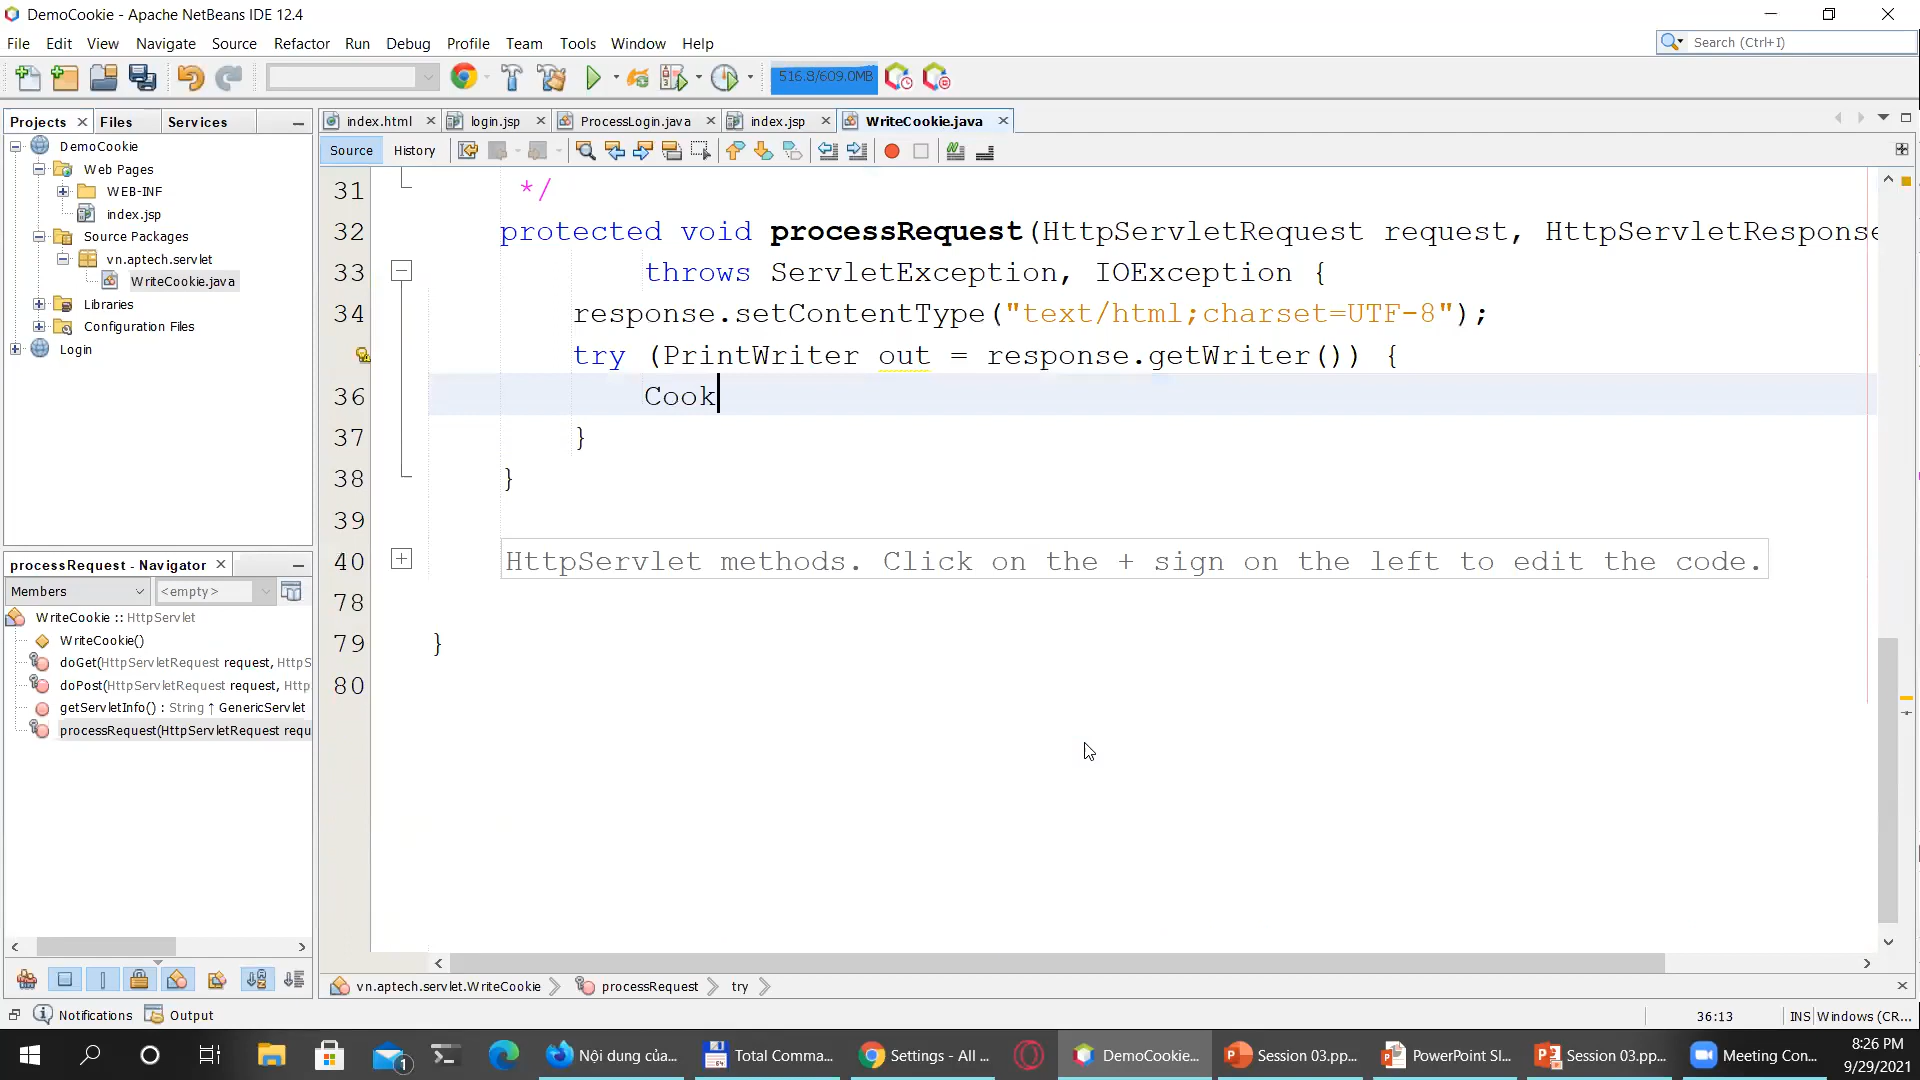 DemoCookie - Apache NetBeans IDE 12.4
File Edit View Navigate Source Refactor Run Debug Profile Team Tools Window Help
Search (Ctrl+I)
516.8/609.0MB
Projects Files Services
index.html login.jsp ProcessLogin.java index.jsp WriteCookie.java
Source History
DemoCookie
Web Pages
WEB-INF
index.jsp
Source Packages
vn.aptech.servlet
WriteCookie.java
Libraries
Configuration Files
Login
31 */
32 protected void processRequest(HttpServletRequest request, HttpServletResponse
33 throws ServletException, IOException {
34 response.setContentType("text/html;charset=UTF-8");
try (PrintWriter out = response.getWriter()) {
36 Cook
37 }
38 }
39
40 HttpServlet methods. Click on the + sign on the left to edit the code.
78
79 }
80
processRequest - Navigator
Members <empty>
WriteCookie :: HttpServlet
WriteCookie()
doGet(HttpServletRequest request, HttpS
doPost(HttpServletRequest request, Http
getServletInfo() : String ↑ GenericServlet
processRequest(HttpServletRequest requ
vn.aptech.servlet.WriteCookie processRequest try
Notifications Output
36:13 INS Windows (CR...
1 Nội dung của... Total Comma... Settings - All ... DemoCookie... Session 03.pp... PowerPoint Sl... Session 03.pp... Meeting Con...
8:26 PM
9/29/2021